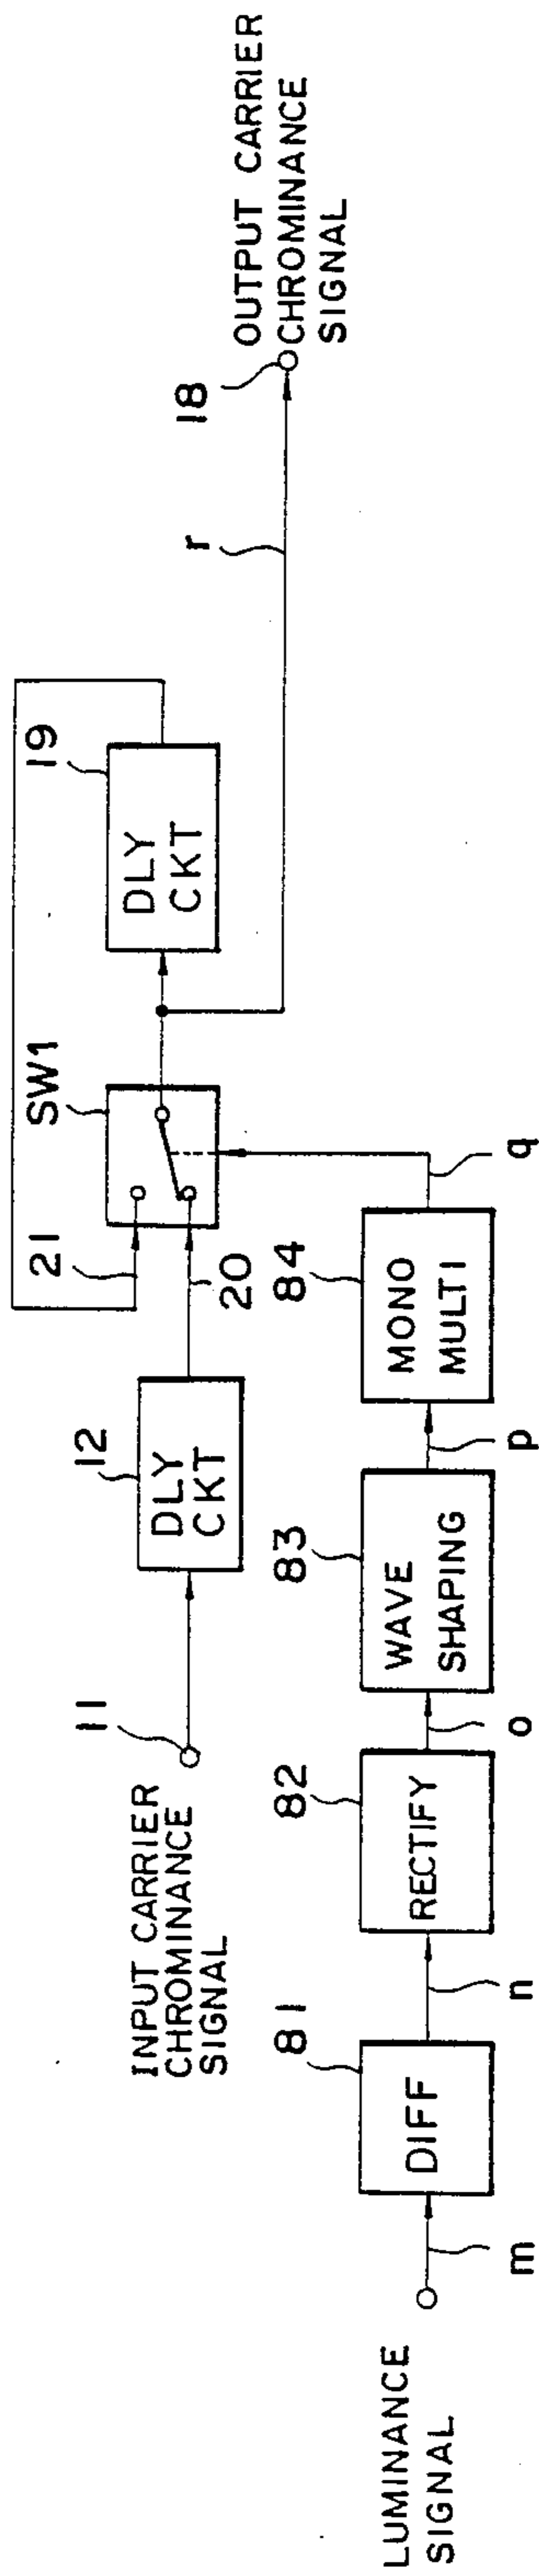 INPUT CARRIER
CHROMINANCE
SIGNAL
11
12
DLY
CKT
20
21
SW1
19
DLY
CKT
r
18
OUTPUT CARRIER
CHROMINANCE
SIGNAL
LUMINANCE
SIGNAL
m
81
DIFF
n
82
RECTIFY
o
83
WAVE
SHAPING
p
84
MONO
MULTI
q